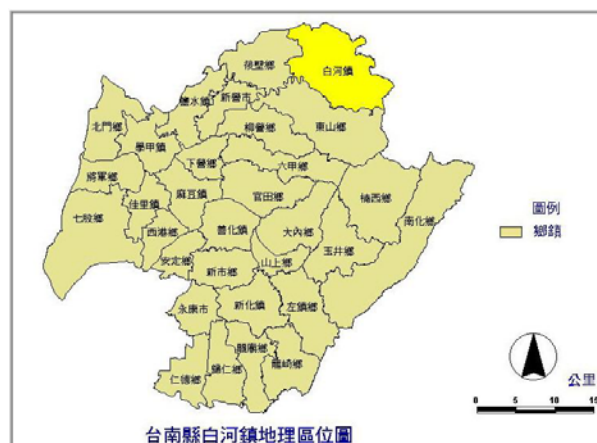 後壁鄉
白河鎮
鹽水鎮
新營市
北門鄉
柳營鄉
東山鄉
學甲鎮
下營鄉
六甲鄉
將軍鄉
佳里鎮
麻豆鎮
官田鄉
楠西鄉
七股鄉
南化鄉
西港鄉
善化鎮
大內鄉
玉井鄉
安定鄉
新市鄉
山上鄉
永康市
新化鎮
左鎮鄉
關廟鄉
仁德鄉
歸仁鄉
龍崎鄉
圖例
鄉鎮
公里
0 5 10 15
台南縣白河鎮地理區位圖